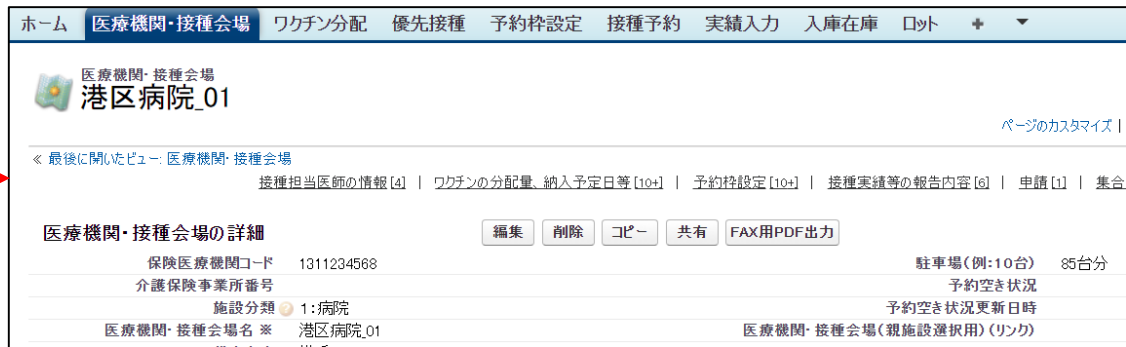 ホーム 医療機関・接種会場 ワクチン分配 優先接種 予約枠設定 接種予約 実績入力 入庫在庫 ロット +
医療機関・接種会場
港区病院_01
ページのカスタマイズ |
« 最後に開いたビュー: 医療機関・接種会場
接種担当医師の情報[4] | ワクチンの分配量、納入予定日等[10+] | 予約枠設定[10+] | 接種実績等の報告内容[6] | 申請[1] | 集合
医療機関・接種会場の詳細 編集 削除 コピー 共有 FAX用PDF出力
保険医療機関コード 1311234568 駐車場(例:10台) 85台分
介護保険事業所番号 予約空き状況
施設分類 ? 1:病院 予約空き状況更新日時
医療機関・接種会場名 ※ 港区病院_01 医療機関・接種会場(親施設選択用)(リンク)